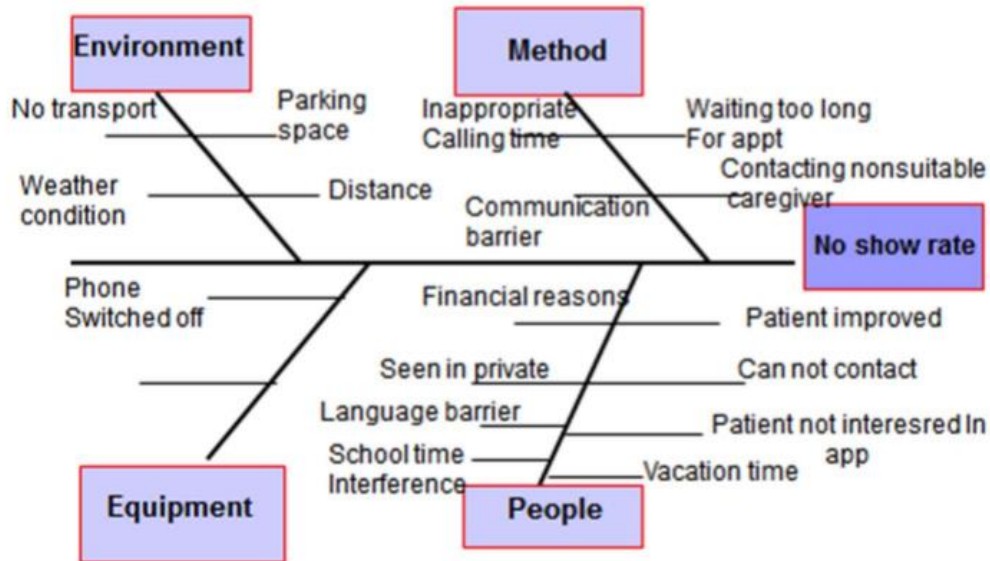 Environment
Method
No transport
Parking
space
Inappropriate
Calling time
Waiting too long
For appt
Weather
condition
Distance
Communication
barrier
Contacting nonsuitable
caregiver
No show rate
Phone
Switched off
Financial reasons
Patient improved
Seen in private
Can not contact
Language barrier
Patient not interesred In
app
School time
Interference
Vacation time
Equipment
People